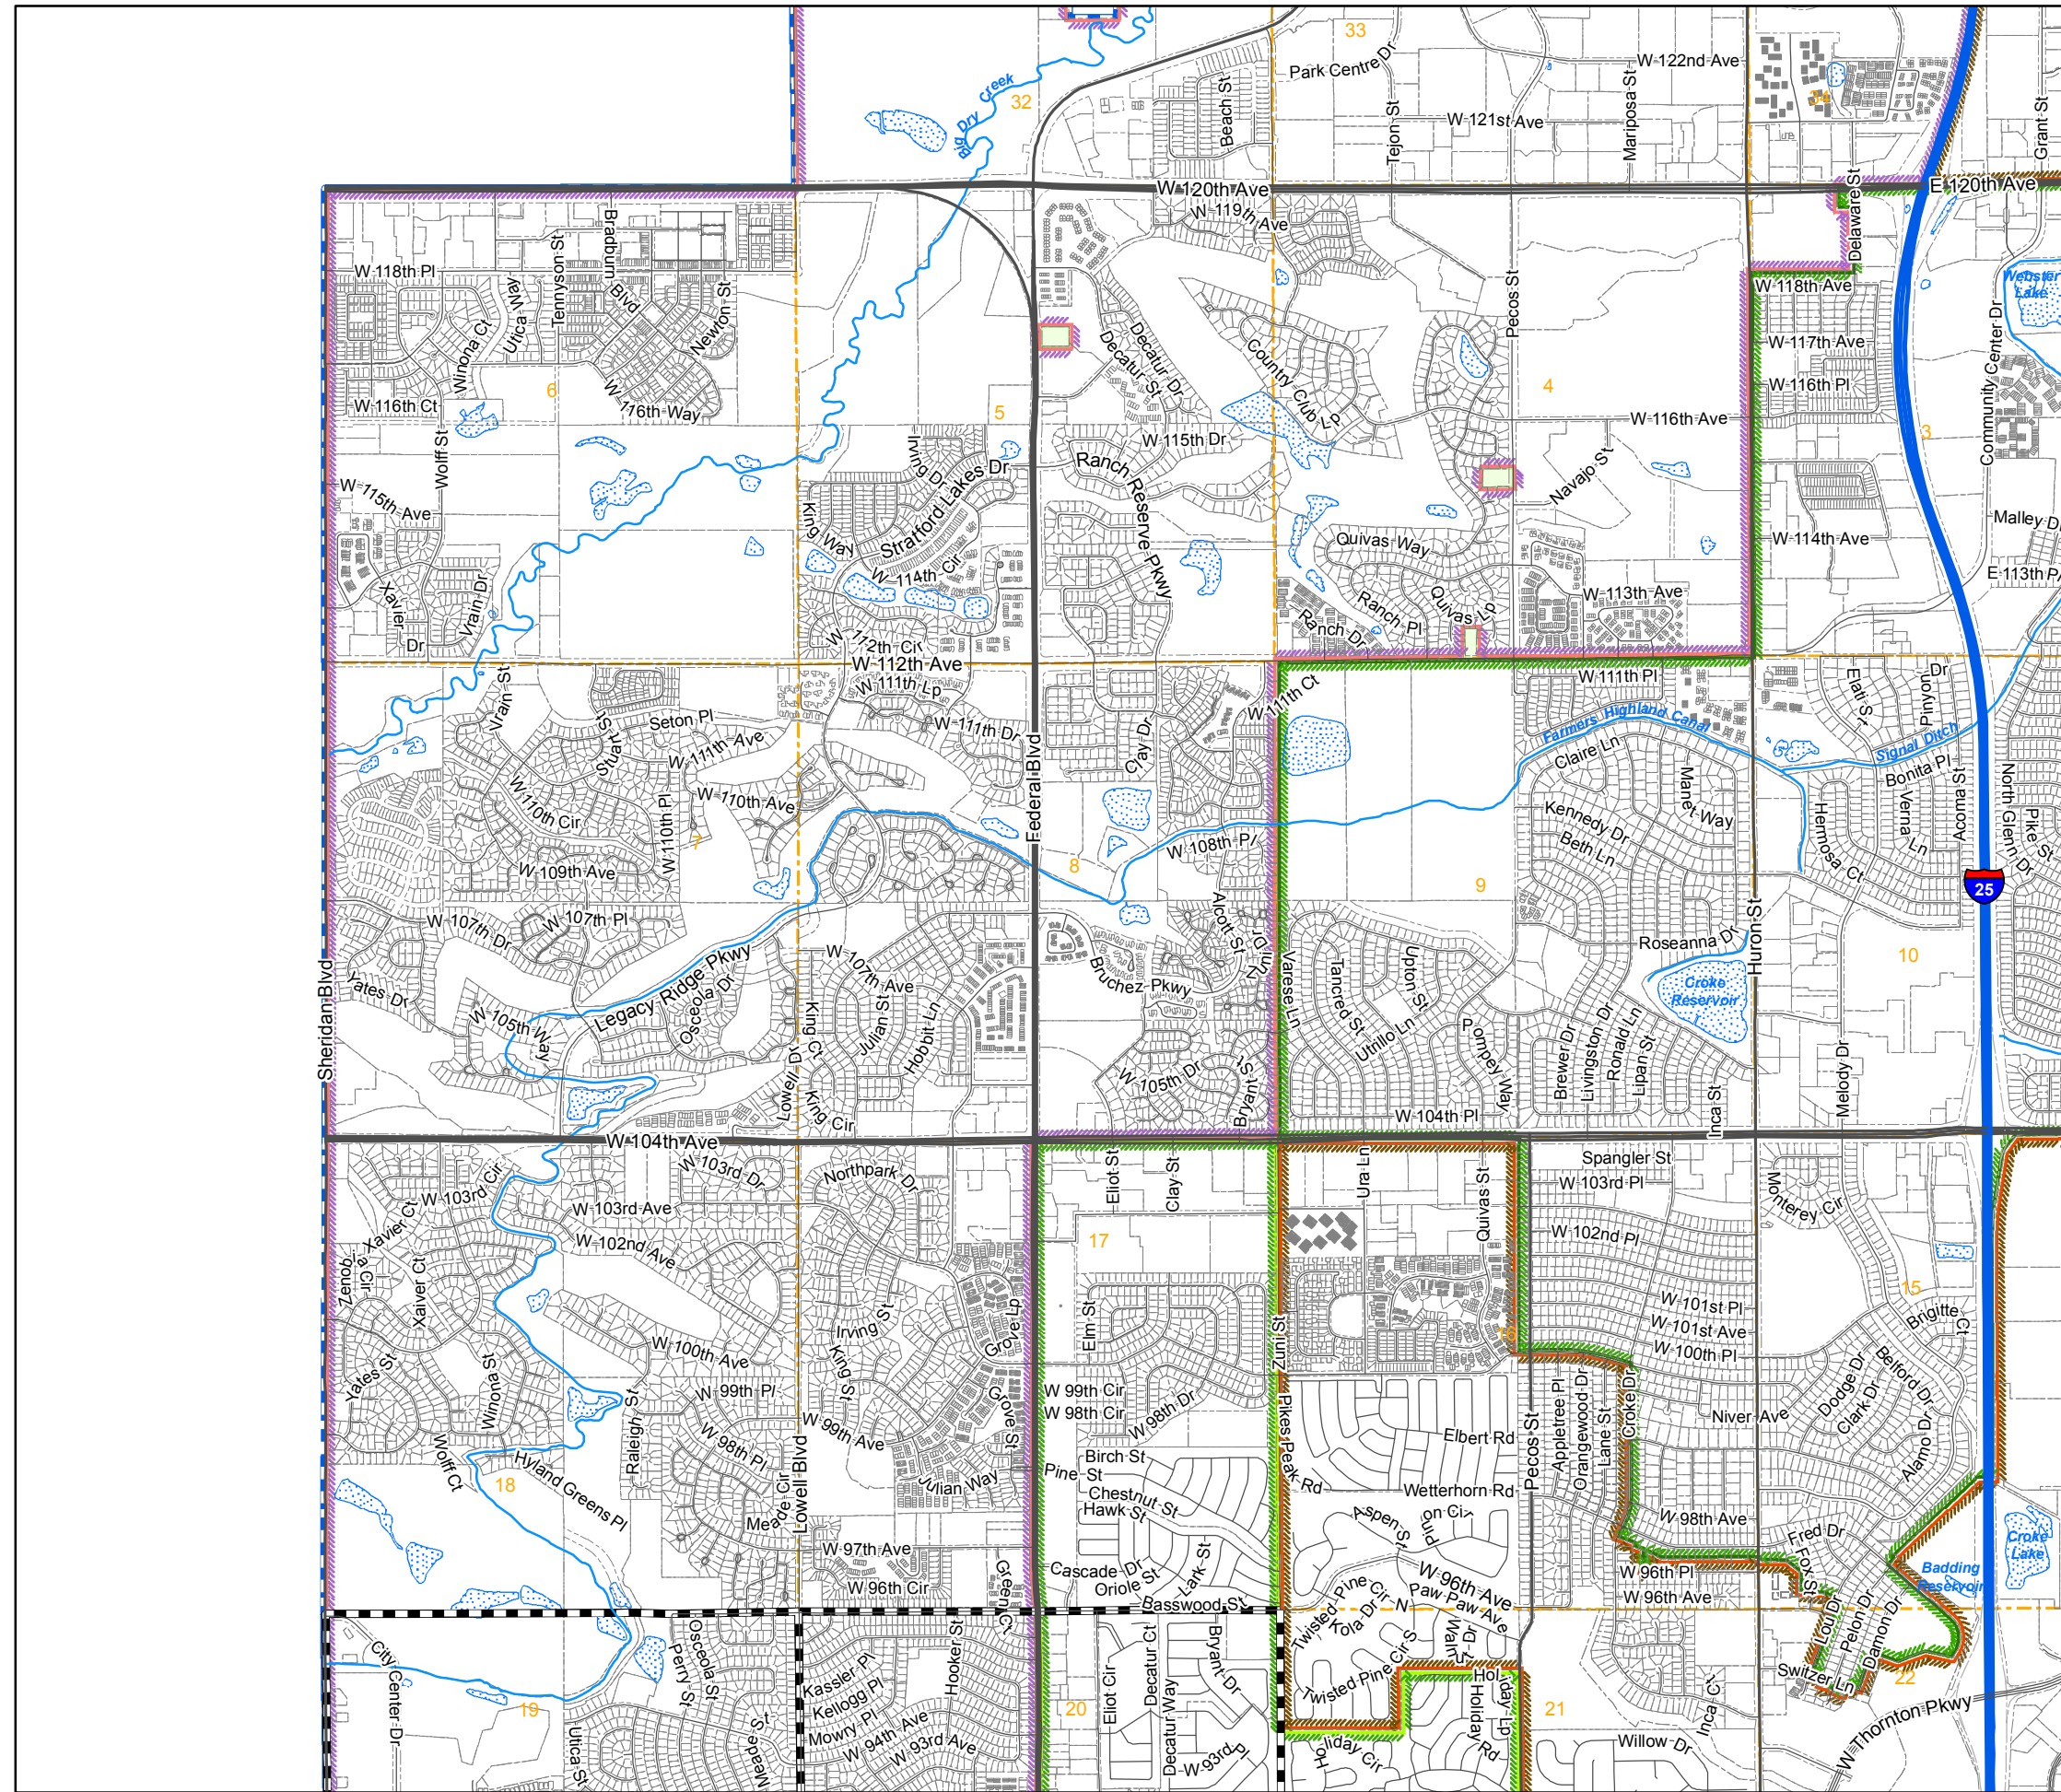 33
Park Centre Dr
W 122nd Ave
Grant St
Big Dry Creek
32
Beach St
Tejon St
W 121st Ave
Mariposa St
34
W 120th Ave
E 120th Ave
Delaware St
W 119th Ave
Bradburn Blvd
Tennyson St
W 118th Pl
Utica Way
Winona Ct
Newton St
Decatur Dr
Decatur St
Country Club Lp
Pecos St
W 118th Ave
Webster Lake
W 117th Ave
Community Center Dr
W 116th Pl
W 116th Ct
6
W 116th Way
5
4
W 116th Ave
3
Wolff St
Irving Dr
W 115th Dr
Ranch Reserve Pkwy
Stratford Lakes Dr
Navajo St
W 115th Ave
King Way
Quivas Way
W 114th Ave
Malley Dr
W 114th Cir
E 113th Pl
Xavier Dr
Vrain Dr
Ranch Dr
Ranch Pl
Quivas Lp
W 113th Ave
W 112th Cir
W 112th Ave
W 111th Lp
W 111th Ct
W 111th Pl
Elati St
Pinyon Dr
Vrain St
Stuart St
Seton Pl
W 111th Ave
W 111th Dr
Clay Dr
Farmers Highland Canal
Claire Ln
Signal Ditch
Bonita Pl
W 110th Cir
W 110th Ave
W 110th Pl
Federal Blvd
Manet Way
Kennedy Dr
Beth Ln
Hermosa Ct
Verna Ln
Acoma St
North Glenn Dr
Pike St
7
8
W 108th Pl
W 109th Ave
9
25
W 107th Dr
W 107th Pl
Alcott St
Vaese Ln
Tancred St
Upton St
Roseanna Dr
Huron St
10
Sheridan Blvd
Yates Dr
Legacy Ridge Pkwy
W 107th Ave
Bruchez Pkwy
Croke Reservoir
W 105th Way
Osceola Dr
King Ct
Julian St
Hobbit Ln
Utrillo Ln
Pompey Way
Brewer Dr
Livingston Dr
Ronald Ln
Lipan St
Lowell Dr
King Cir
W 105th Dr
Bryant St
W 104th Pl
Inca St
Melody Dr
W 104th Ave
W 103rd Cir
W 103rd Dr
Northpark Dr
Eliot St
Clay St
Ura Ln
Quivas St
Spangler St
W 103rd Pl
Monterey Cir
Xavier Ct
W 103rd Ave
W 102nd Ave
17
W 102nd Pl
Zenobia Cir
Xaiver Ct
15
Irving St
Grove Lp
Elm St
Zuni St
16
W 101st Pl
W 101st Ave
W 100th Pl
Brigitte Ct
W 100th Ave
Yates St
Winona St
King St
W 99th Pl
W 99th Cir
W 98th Cir
W 98th Dr
Belford Dr
Dodge Dr
Clark Dr
Raleigh St
W 98th Pl
W 99th Ave
Grove St
Pikes Peak Rd
Elbert Rd
Pecos St
Appletree Pl
Orangewood Dr
Lane St
Croke Dr
Niver Ave
Alamo Dr
Wolff Ct
18
Hyland Greens Pl
Meade Cir
Lowell Blvd
Julian Way
Birch St
Pine St
Chestnut St
Hawk St
Wetterhorn Rd
Aspen St
W 98th Ave
Fred Dr
Croke Lake
W 97th Ave
W 96th Cir
Green Ct
Cascade Dr
Oriole St
Lark St
Basswood St
W 96th Ave
Paw Paw Ave
W 96th Pl
W 96th Ave
Fox St
Badding Reservoir
Twisted Pine Cir N
Kola Dr
Twisted Pine Cir S
City Center Dr
Osceola St
Perry St
Kassler Pl
Kellogg Pl
Mowry Pl
Hooker St
W 94th Ave
W 93rd Ave
Eliot Cir
Decatur Ct
Bryant Dr
Decatur Way
W 93rd Pl
Lou Dr
Pelon Dr
Damon Dr
Switzer Ln
22
19
20
21
Utica St
Meade St
Holiday Cir
Holiday Rd
Holiday Lp
Willow Dr
Inca Ct
W Thornton Pkwy